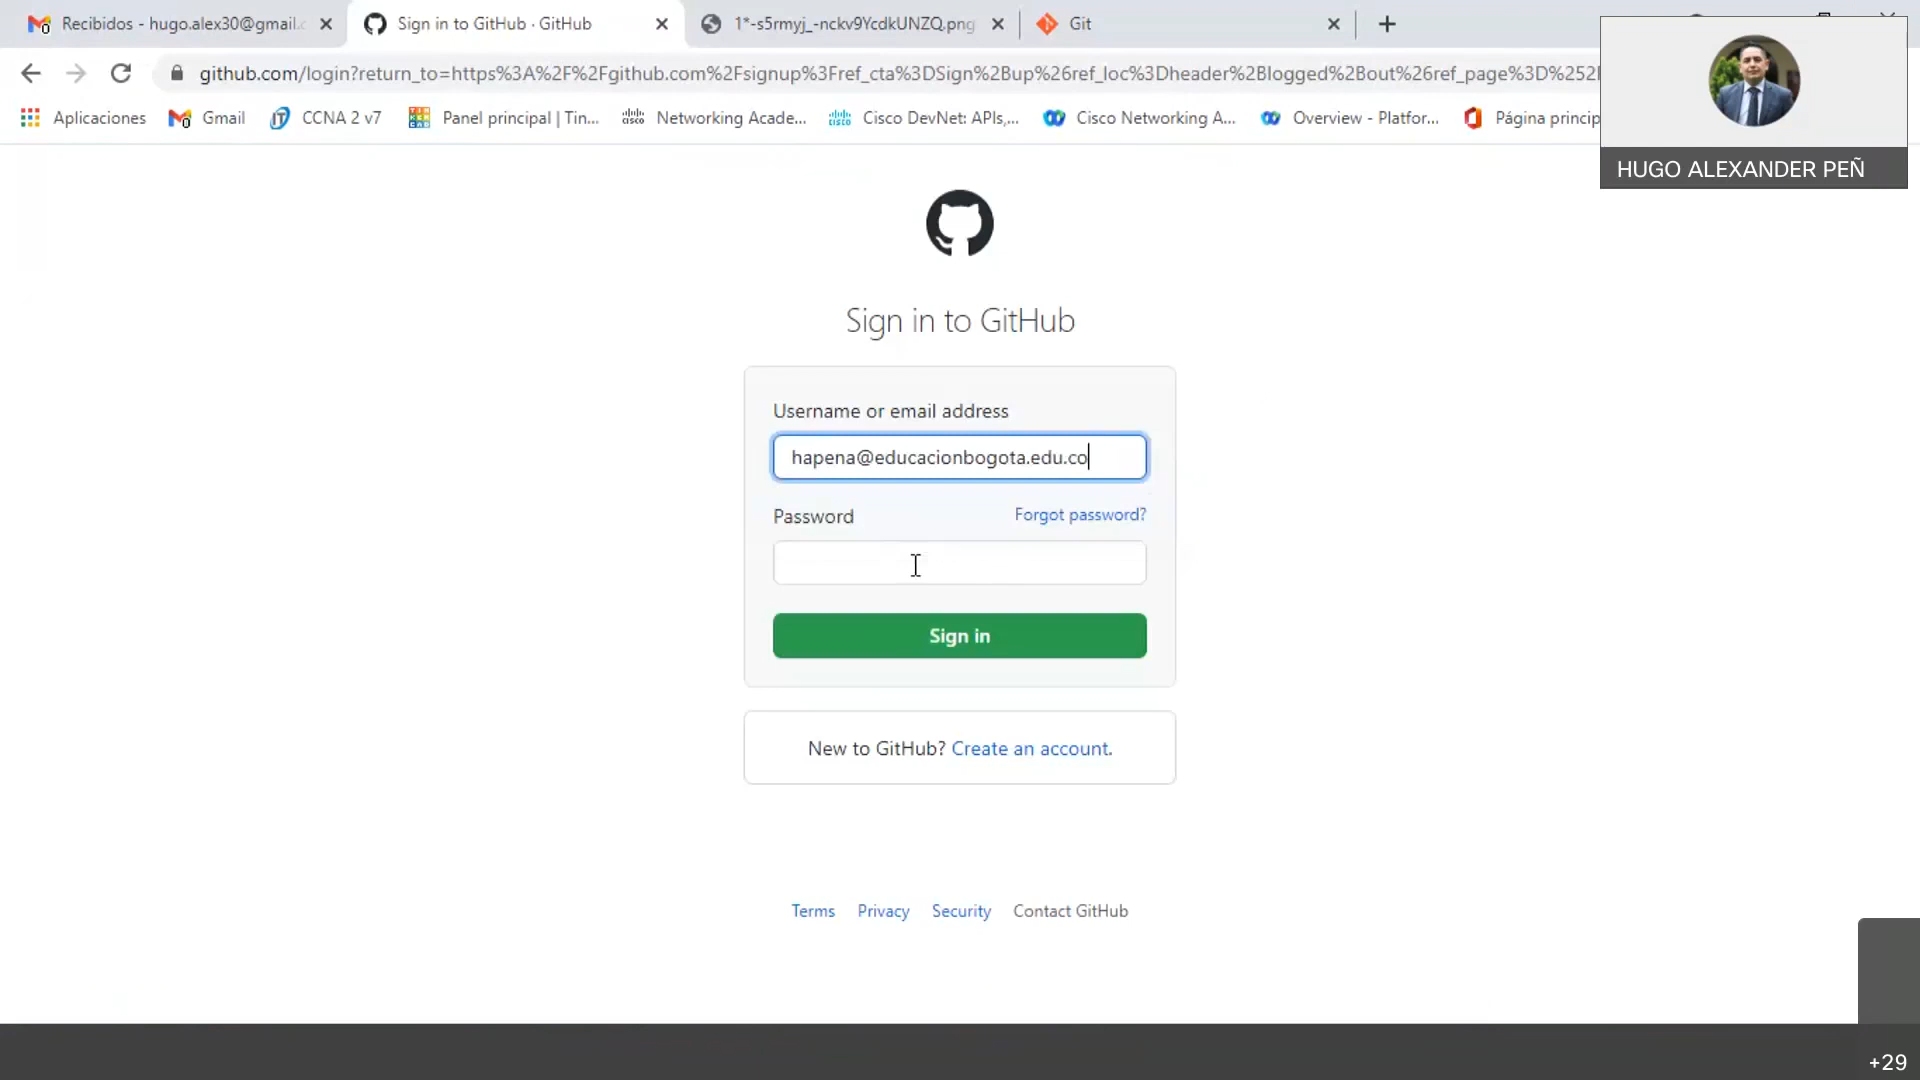 Recibidos - hugo.alex30@gmail.c
Sign in to GitHub · GitHub
1*-s5rmyj_-nckv9YcdkUNZQ.png
Git
github.com/login?return_to=https%3A%2F%2Fgithub.com%2Fsignup%3Fref_cta%3DSign%2Bup%26ref_loc%3Dheader%2Blogged%2Bout%26ref_page%3D%252
Aplicaciones
Gmail
CCNA 2 v7
Panel principal | Tin...
Networking Acade...
Cisco DevNet: APIs,...
Cisco Networking A...
Overview - Platfor...
Página princip
HUGO ALEXANDER PEÑ
Sign in to GitHub
Username or email address
hapena@educacionbogota.edu.co
Password
Forgot password?
Sign in
New to GitHub? Create an account.
Terms Privacy Security Contact GitHub
+29